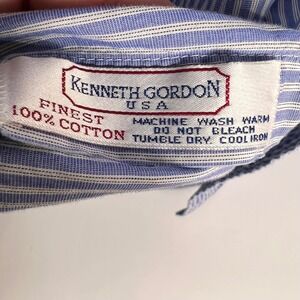 KENNETH GORDON
USA
FINEST
100% COTTON
MACHINE WASH WARM
DO NOT BLEACH
TUMBLE DRY. COOL IRON